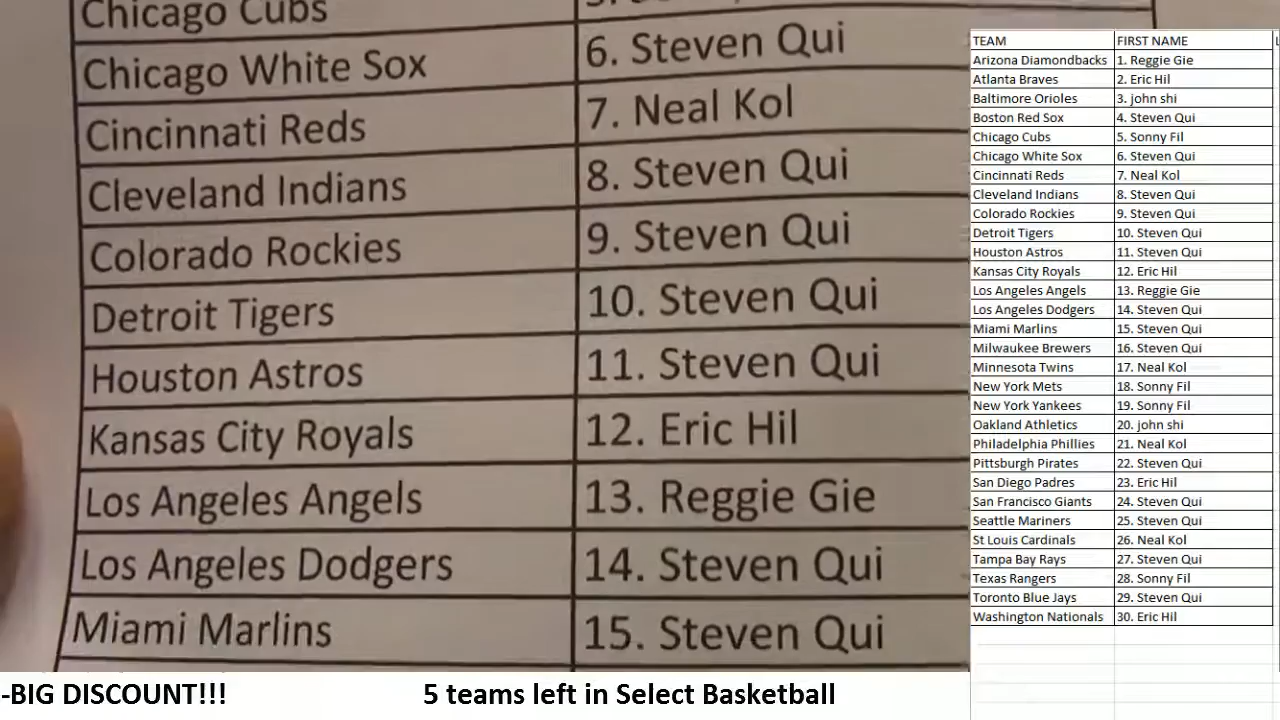 Chicago Cubs
Chicago White Sox 6. Steven Qui
Cincinnati Reds 7. Neal Kol
Cleveland Indians 8. Steven Qui
Colorado Rockies 9. Steven Qui
Detroit Tigers 10. Steven Qui
Houston Astros 11. Steven Qui
Kansas City Royals 12. Eric Hil
Los Angeles Angels 13. Reggie Gie
Los Angeles Dodgers 14. Steven Qui
Miami Marlins 15. Steven Qui
TEAM FIRST NAME
Arizona Diamondbacks 1. Reggie Gie
Atlanta Braves 2. Eric Hil
Baltimore Orioles 3. john shi
Boston Red Sox 4. Steven Qui
Chicago Cubs 5. Sonny Fil
Chicago White Sox 6. Steven Qui
Cincinnati Reds 7. Neal Kol
Cleveland Indians 8. Steven Qui
Colorado Rockies 9. Steven Qui
Detroit Tigers 10. Steven Qui
Houston Astros 11. Steven Qui
Kansas City Royals 12. Eric Hil
Los Angeles Angels 13. Reggie Gie
Los Angeles Dodgers 14. Steven Qui
Miami Marlins 15. Steven Qui
Milwaukee Brewers 16. Steven Qui
Minnesota Twins 17. Neal Kol
New York Mets 18. Sonny Fil
New York Yankees 19. Sonny Fil
Oakland Athletics 20. john shi
Philadelphia Phillies 21. Neal Kol
Pittsburgh Pirates 22. Steven Qui
San Diego Padres 23. Eric Hil
San Francisco Giants 24. Steven Qui
Seattle Mariners 25. Steven Qui
St Louis Cardinals 26. Neal Kol
Tampa Bay Rays 27. Steven Qui
Texas Rangers 28. Sonny Fil
Toronto Blue Jays 29. Steven Qui
Washington Nationals 30. Eric Hil
-BIG DISCOUNT!!! 5 teams left in Select Basketball